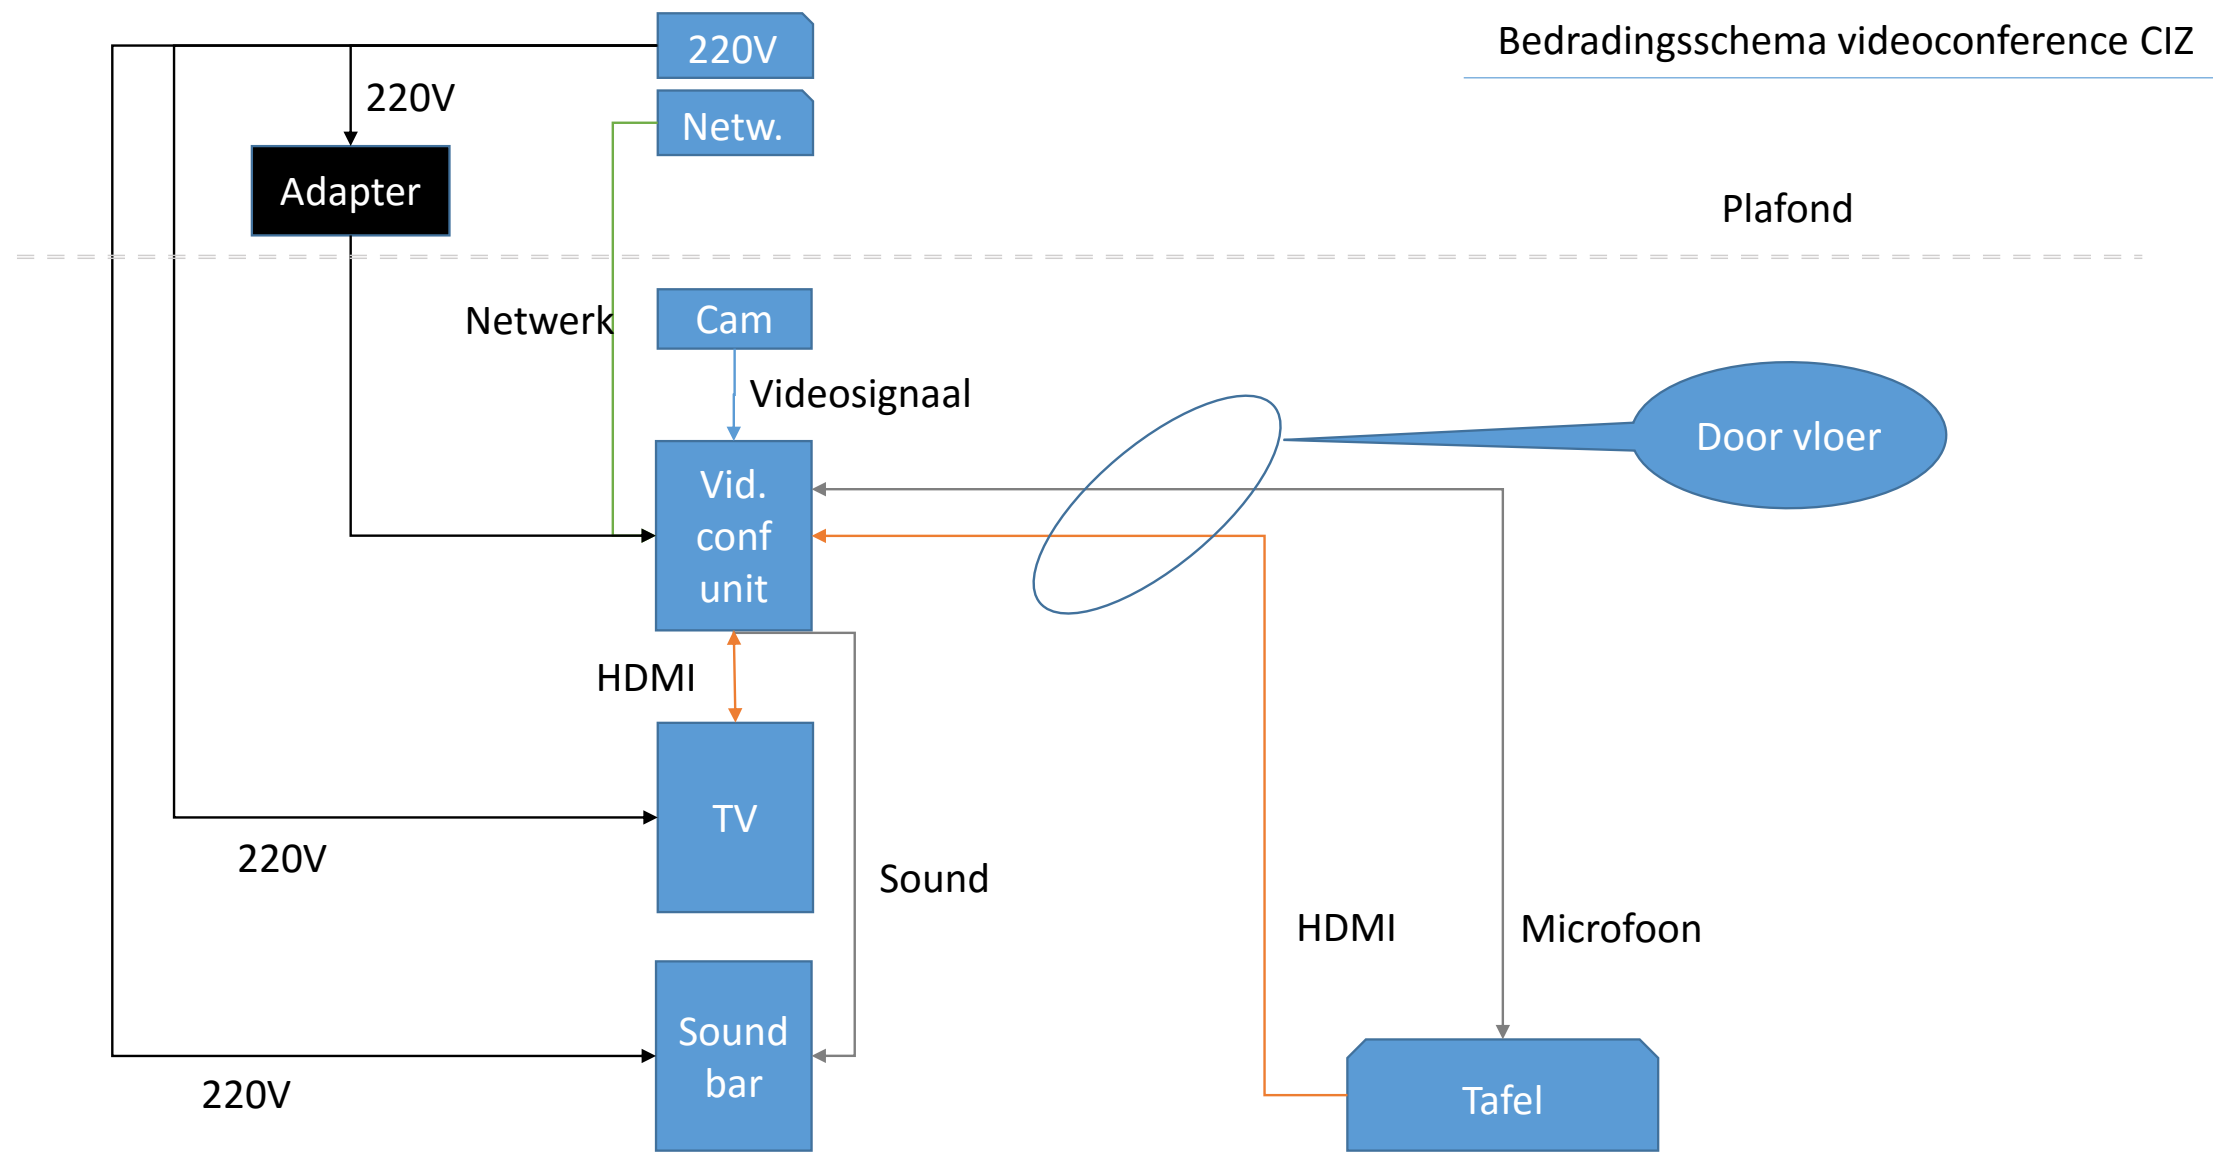 Bedradingsschema videoconference CIZ
220V
220V
Netw.
Adapter
Plafond
Netwerk
Cam
Videosignaal
Door vloer
Vid.
conf
unit
HDMI
TV
220V
Sound
HDMI
Microfoon
Sound
bar
220V
Tafel